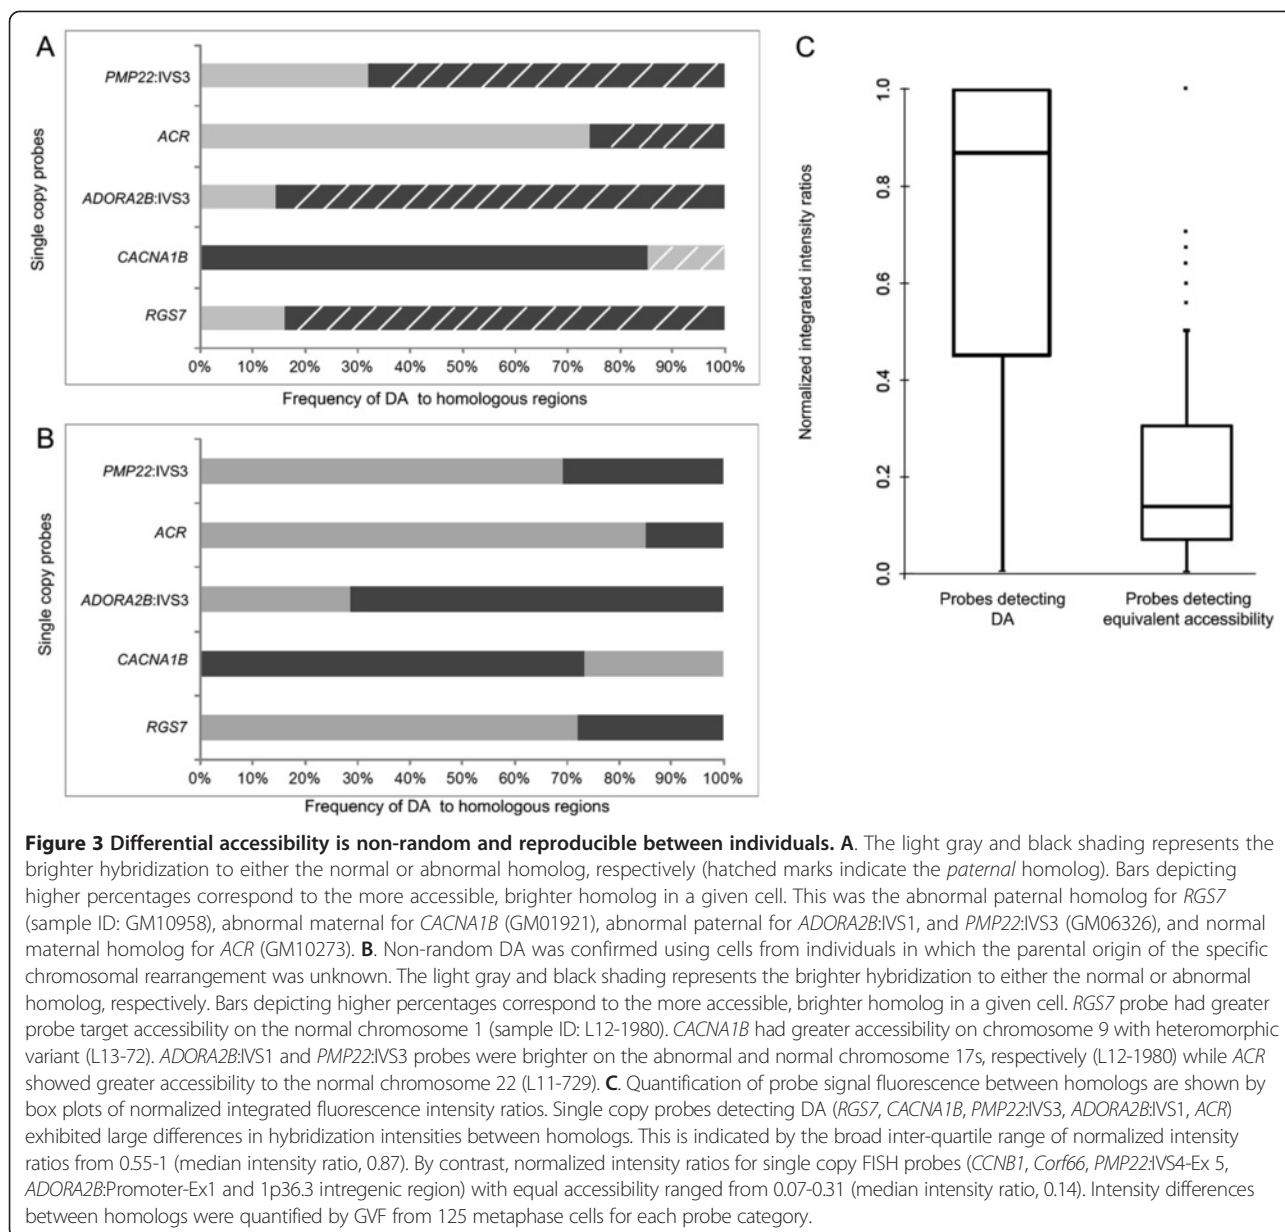 A
Single copy probes
PMP22:IVS3
ACR
ADORA2B:IVS3
CACNA1B
RGS7
0% 10% 20% 30% 40% 50% 60% 70% 80% 90% 100%
Frequency of DA to homologous regions
B
Single copy probes
PMP22:IVS3
ACR
ADORA2B:IVS3
CACNA1B
RGS7
0% 10% 20% 30% 40% 50% 60% 70% 80% 90% 100%
Frequency of DA to homologous regions
C
Normalized integrated intensity ratios
1.0
0.8
0.6
0.4
0.2
0.0
Probes detecting
DA
Probes detecting
equivalent accessibility
Figure 3 Differential accessibility is non-random and reproducible between individuals. A. The light gray and black shading represents the
brighter hybridization to either the normal or abnormal homolog, respectively (hatched marks indicate the paternal homolog). Bars depicting
higher percentages correspond to the more accessible, brighter homolog in a given cell. This was the abnormal paternal homolog for RGS7
(sample ID: GM10958), abnormal maternal for CACNA1B (GM01921), abnormal paternal for ADORA2B:IVS1, and PMP22:IVS3 (GM06326), and normal
maternal homolog for ACR (GM10273). B. Non-random DA was confirmed using cells from individuals in which the parental origin of the specific
chromosomal rearrangement was unknown. The light gray and black shading represents the brighter hybridization to either the normal or abnormal
homolog, respectively. Bars depicting higher percentages correspond to the more accessible, brighter homolog in a given cell. RGS7 probe had greater
probe target accessibility on the normal chromosome 1 (sample ID: L12-1980). CACNA1B had greater accessibility on chromosome 9 with heteromorphic
variant (L13-72). ADORA2B:IVS1 and PMP22:IVS3 probes were brighter on the abnormal and normal chromosome 17s, respectively (L12-1980) while ACR
showed greater accessibility to the normal chromosome 22 (L11-729). C. Quantification of probe signal fluorescence between homologs are shown by
box plots of normalized integrated fluorescence intensity ratios. Single copy probes detecting DA (RGS7, CACNA1B, PMP22:IVS3, ADORA2B:IVS1, ACR)
exhibited large differences in hybridization intensities between homologs. This is indicated by the broad inter-quartile range of normalized intensity
ratios from 0.55-1 (median intensity ratio, 0.87). By contrast, normalized intensity ratios for single copy FISH probes (CCNB1, Corf66, PMP22:IVS4-Ex 5,
ADORA2B:Promoter-Ex1 and 1p36.3 intregenic region) with equal accessibility ranged from 0.07-0.31 (median intensity ratio, 0.14). Intensity differences
between homologs were quantified by GVF from 125 metaphase cells for each probe category.